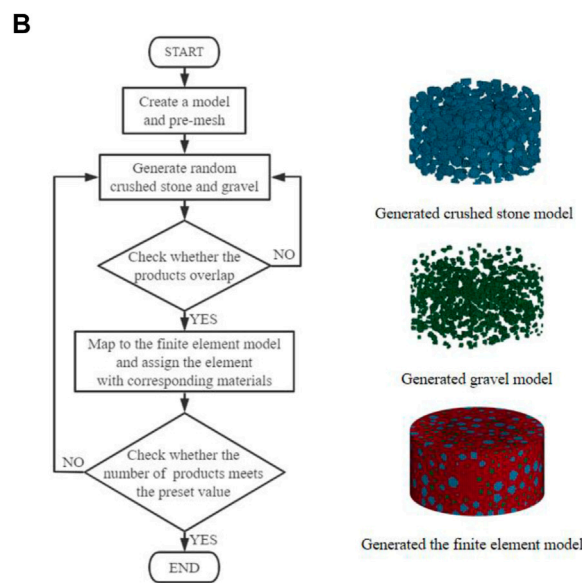 B
START
Create a model
and pre-mesh
Generate random
crushed stone and gravel
Check whether the
products overlap
NO
YES
Map to the finite element model
and assign the element
with corresponding materials
Check whether the
number of products meets
the preset value
NO
YES
END
Generated crushed stone model
Generated gravel model
Generated the finite element model